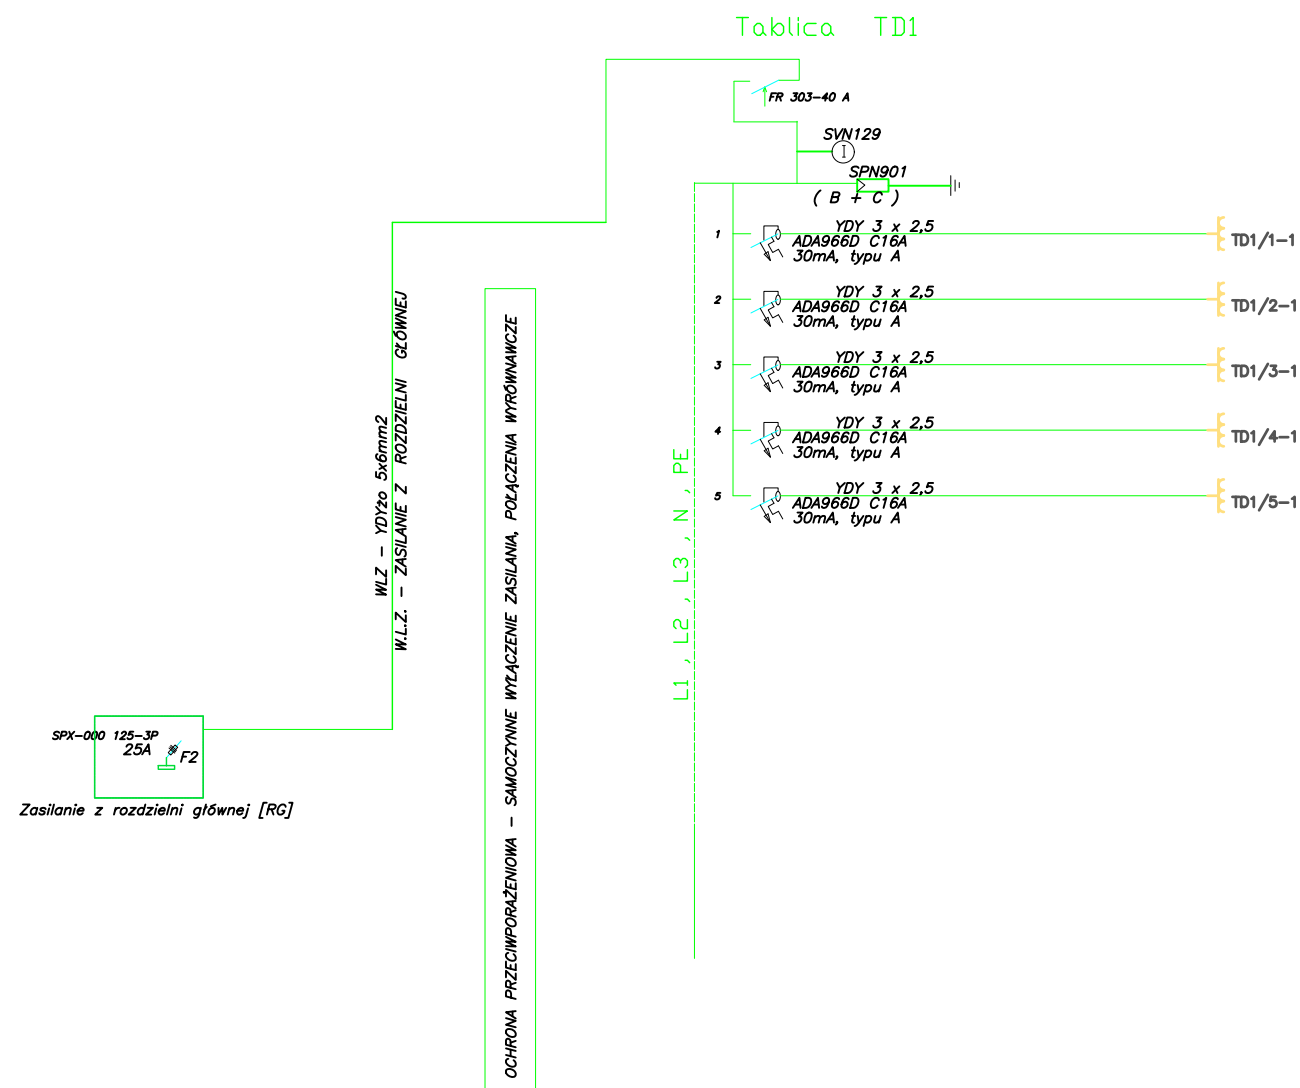 Tablica TD1
FR 303-40 A
SVN129
I
SPN901
( B + C )
1
YDY 3 x 2,5
ADA966D C16A
30mA, typu A
TD1/1-1
2
YDY 3 x 2,5
ADA966D C16A
30mA, typu A
TD1/2-1
3
YDY 3 x 2,5
ADA966D C16A
30mA, typu A
TD1/3-1
4
YDY 3 x 2,5
ADA966D C16A
30mA, typu A
TD1/4-1
5
YDY 3 x 2,5
ADA966D C16A
30mA, typu A
TD1/5-1
L1 , L2 , L3 , N , PE
WLZ - YDYżo 5x6mm2
W.L.Z. - ZASILANIE Z ROZDZIELNI GŁÓWNEJ
OCHRONA PRZECIWPORAŻENIOWA - SAMOCZYNNE WYŁĄCZENIE ZASILANIA, POŁĄCZENIA WYRÓWNAWCZE
SPX-000 125-3P
25A
F2
Zasilanie z rozdzielni głównej [RG]